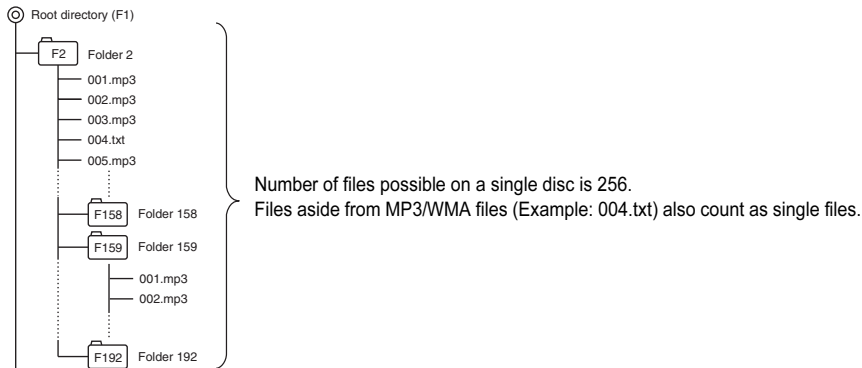 Root directory (F1)
F2 Folder 2
001.mp3
002.mp3
003.mp3
004.txt
005.mp3
Number of files possible on a single disc is 256.
Files aside from MP3/WMA files (Example: 004.txt) also count as single files.
F158 Folder 158
F159 Folder 159
001.mp3
002.mp3
F192 Folder 192